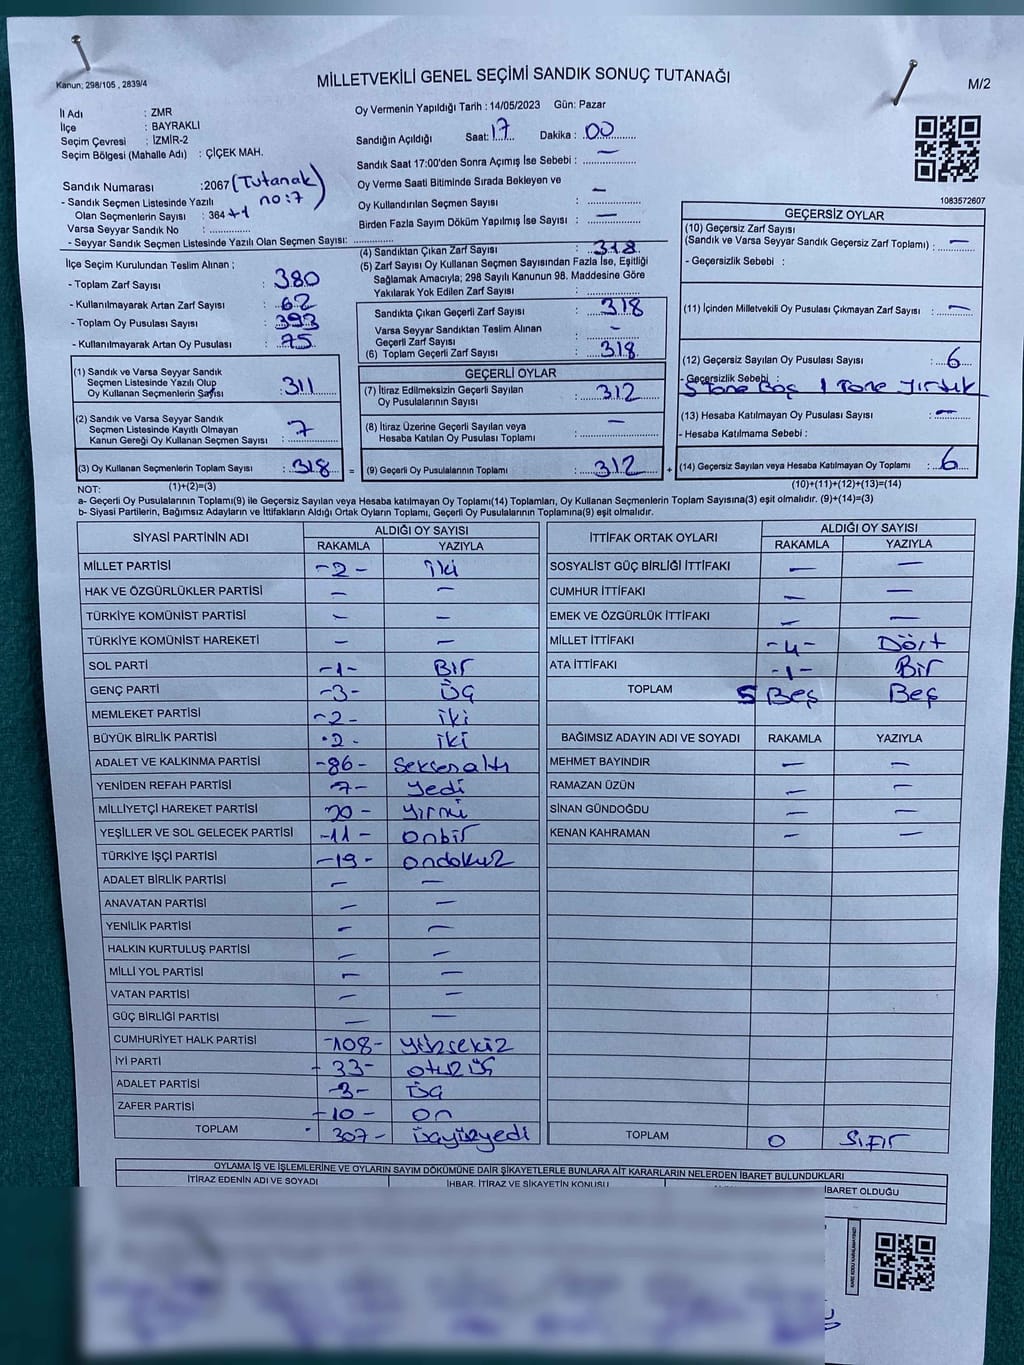 Kanun; 298/105 , 2839/4
MİLLETVEKİLİ GENEL SEÇİMİ SANDIK SONUÇ TUTANAĞI
M/2
İl Adı : ZMR
İlçe : BAYRAKLI
Seçim Çevresi : İZMİR-2
Seçim Bölgesi (Mahalle Adı) : ÇİÇEK MAH.
Sandık Numarası :2067 (Tutanak no:7)
- Sandık Seçmen Listesinde Yazılı
Olan Seçmenlerin Sayısı : 364 +1
Varsa Seyyar Sandık No : ..............
- Seyyar Sandık Seçmen Listesinde Yazılı Olan Seçmen Sayısı: ..............
Oy Vermenin Yapıldığı Tarih : 14/05/2023 Gün: Pazar
Sandığın Açıldığı Saat: 17 Dakika : 00
Sandık Saat 17:00'den Sonra Açımış İse Sebebi : —
Oy Verme Saati Bitiminde Sırada Bekleyen ve
Oy Kullandırılan Seçmen Sayısı : —
Birden Fazla Sayım Döküm Yapılmış İse Sayısı : —
1083572607
İlçe Seçim Kurulundan Teslim Alınan ;
- Toplam Zarf Sayısı : 380
- Kullanılmayarak Artan Zarf Sayısı : 62
- Toplam Oy Pusulası Sayısı : 393
- Kullanılmayarak Artan Oy Pusulası : 75
(1) Sandık ve Varsa Seyyar Sandık
Seçmen Listesinde Yazılı Olup
Oy Kullanan Seçmenlerin Sayısı : 311
(2) Sandık ve Varsa Seyyar Sandık
Seçmen Listesinde Kayıtlı Olmayan
Kanun Gereği Oy Kullanan Seçmen Sayısı : 7
(3) Oy Kullanan Seçmenlerin Toplam Sayısı : 318
(4) Sandıktan Çıkan Zarf Sayısı : 318
(5) Zarf Sayısı Oy Kullanan Seçmen Sayısından Fazla İse, Eşitliği
Sağlamak Amacıyla; 298 Sayılı Kanunun 98. Maddesine Göre
Yakılarak Yok Edilen Zarf Sayısı : ..............
Sandıkta Çıkan Geçerli Zarf Sayısı : 318
Varsa Seyyar Sandıktan Teslim Alınan
Geçerli Zarf Sayısı : —
(6) Toplam Geçerli Zarf Sayısı : 318
GEÇERLİ OYLAR
(7) İtiraz Edilmeksizin Geçerli Sayılan
Oy Pusulalarının Sayısı : 312
(8) İtiraz Üzerine Geçerli Sayılan veya
Hesaba Katılan Oy Pusulası Toplamı : —
= (9) Geçerli Oy Pusulalarının Toplamı : 312
GEÇERSİZ OYLAR
(10) Geçersiz Zarf Sayısı
(Sandık ve Varsa Seyyar Sandık Geçersiz Zarf Toplamı) : —
- Geçersizlik Sebebi :
(11) İçinden Milletvekili Oy Pusulası Çıkmayan Zarf Sayısı : —
(12) Geçersiz Sayılan Oy Pusulası Sayısı : 6
- Geçersizlik Sebebi :
5 Tane Boş 1 Tane Yırtık
(13) Hesaba Katılmayan Oy Pusulası Sayısı : —
- Hesaba Katılmama Sebebi :
+ (14) Geçersiz Sayılan veya Hesaba Katılmayan Oy Toplamı : 6
NOT: (1)+(2)=(3)
(10)+(11)+(12)+(13)=(14)
a- Geçerli Oy Pusulalarının Toplamı(9) ile Geçersiz Sayılan veya Hesaba katılmayan Oy Toplamı(14) Toplamları, Oy Kullanan Seçmenlerin Toplam Sayısına(3) eşit olmalıdır. (9)+(14)=(3)
b- Siyasi Partilerin, Bağımsız Adayların ve İttifakların Aldığı Ortak Oyların Toplamı, Geçerli Oy Pusulalarının Toplamına(9) eşit olmalıdır.
SİYASİ PARTİNİN ADI ALDIĞI OY SAYISI
RAKAMLA YAZIYLA
MİLLET PARTİSİ -2- iki
HAK VE ÖZGÜRLÜKLER PARTİSİ — —
TÜRKİYE KOMÜNİST PARTİSİ — —
TÜRKİYE KOMÜNİST HAREKETİ — —
SOL PARTİ -1- Bir
GENÇ PARTİ -3- Üç
MEMLEKET PARTİSİ -2- iki
BÜYÜK BİRLİK PARTİSİ -2- iki
ADALET VE KALKINMA PARTİSİ -86- Seksenaltı
YENİDEN REFAH PARTİSİ 7- yedi
MİLLİYETÇİ HAREKET PARTİSİ 20- yirmi
YEŞİLLER VE SOL GELECEK PARTİSİ -11- onbir
TÜRKİYE İŞÇİ PARTİSİ -19- ondokuz
ADALET BİRLİK PARTİSİ — —
ANAVATAN PARTİSİ — —
YENİLİK PARTİSİ — —
HALKIN KURTULUŞ PARTİSİ — —
MİLLİ YOL PARTİSİ — —
VATAN PARTİSİ — —
GÜÇ BİRLİĞİ PARTİSİ — —
CUMHURİYET HALK PARTİSİ -108- yüzsekiz
İYİ PARTİ - 33- otuzüç
ADALET PARTİSİ -3- Üç
ZAFER PARTİSİ -10- on
TOPLAM 307- üçyüzyedi
İTTİFAK ORTAK OYLARI ALDIĞI OY SAYISI
RAKAMLA YAZIYLA
SOSYALİST GÜÇ BİRLİĞİ İTTİFAKI — —
CUMHUR İTTİFAKI — —
EMEK VE ÖZGÜRLÜK İTTİFAKI — —
MİLLET İTTİFAKI -4- Dört
ATA İTTİFAKI -1- Bir
TOPLAM 5 Beş Beş
BAĞIMSIZ ADAYIN ADI VE SOYADI RAKAMLA YAZIYLA
MEHMET BAYINDIR — —
RAMAZAN ÜZÜN — —
SİNAN GÜNDOĞDU — —
KENAN KAHRAMAN — —
TOPLAM 0 Sıfır
OYLAMA İŞ VE İŞLEMLERİNE VE OYLARIN SAYIM DÖKÜMÜNE DAİR ŞİKAYETLERLE BUNLARA AİT KARARLARIN NELERDEN İBARET BULUNDUKLARI
İTİRAZ EDENİN ADI VE SOYADI İHBAR, İTİRAZ VE ŞİKAYETİN KONUSU İBARET OLDUĞU